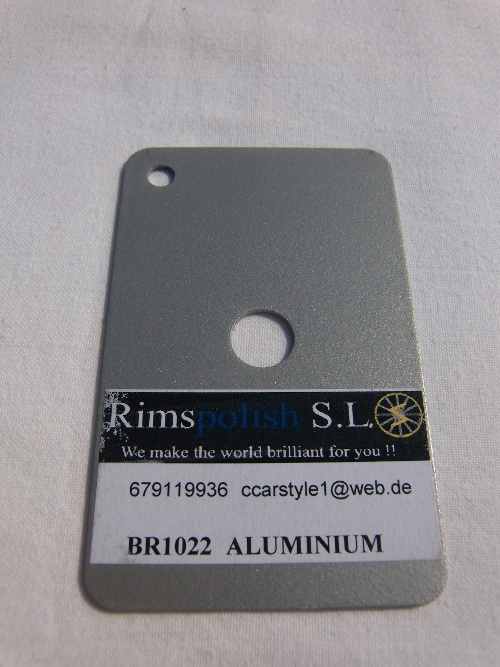 Rimspolish S.L.
We make the world brilliant for you !!
679119936 ccarstyle1@web.de
BR1022 ALUMINIUM